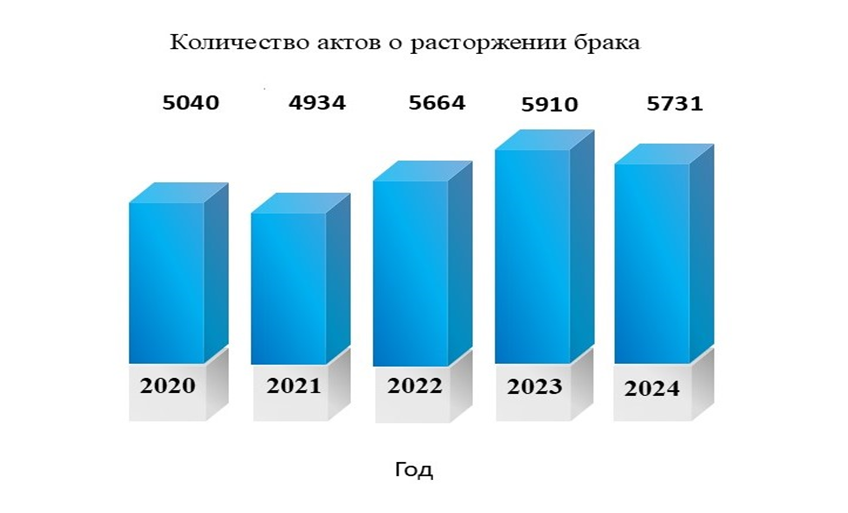 Количество актов о расторжении брака
5040 4934 5664 5910 5731
2020 2021 2022 2023 2024
Год